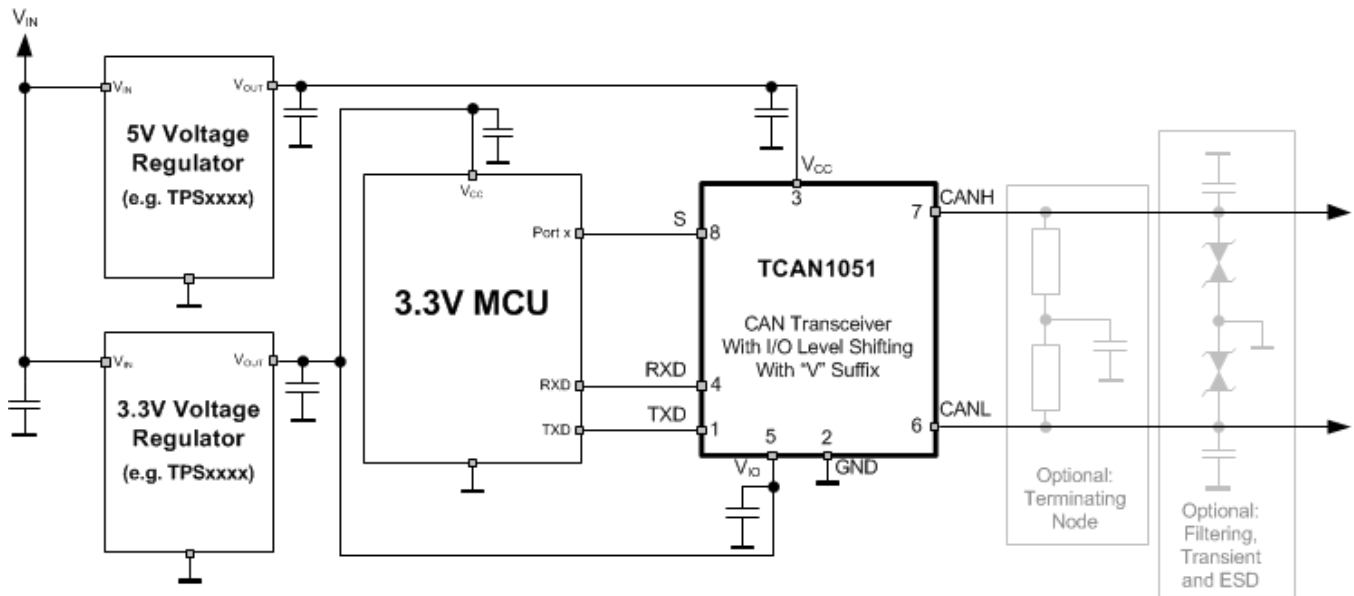 VIN
VIN
VOUT
5V Voltage
Regulator
(e.g. TPSxxxx)
VIN
VOUT
3.3V Voltage
Regulator
(e.g. TPSxxxx)
VCC
Port x
3.3V MCU
RXD
TXD
S
RXD
TXD
VCC
3
8
7
CANH
TCAN1051
CAN Transceiver
With I/O Level Shifting
With “V” Suffix
4
1
5
2
6
CANL
VIO
GND
Optional:
Terminating
Node
Optional:
Filtering,
Transient
and ESD